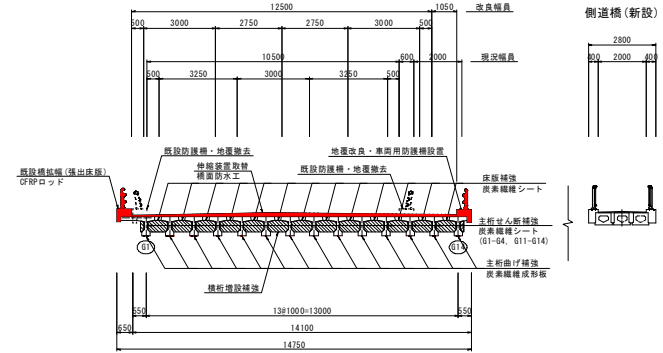 12500
1050
改良幅員
側道橋(新設)
500
3000
2750
2750
3000
500
2800
10500
600
2000
現況幅員
400
2000
400
500
3250
3000
3250
500
既設防護柵・地覆撤去
地覆改良・車両用防護柵設置
既設橋拡幅(張出床版)
CFRPロッド
伸縮装置取替
橋面防水工
既設防護柵・地覆撤去
床版補強
炭素繊維シート
主桁せん断補強
炭素繊維シート
(G1-G4, G11-G14)
G1
G14
主桁曲げ補強
炭素繊維成形板
横桁増設補強
550
13@1000=13000
550
650
14100
14750